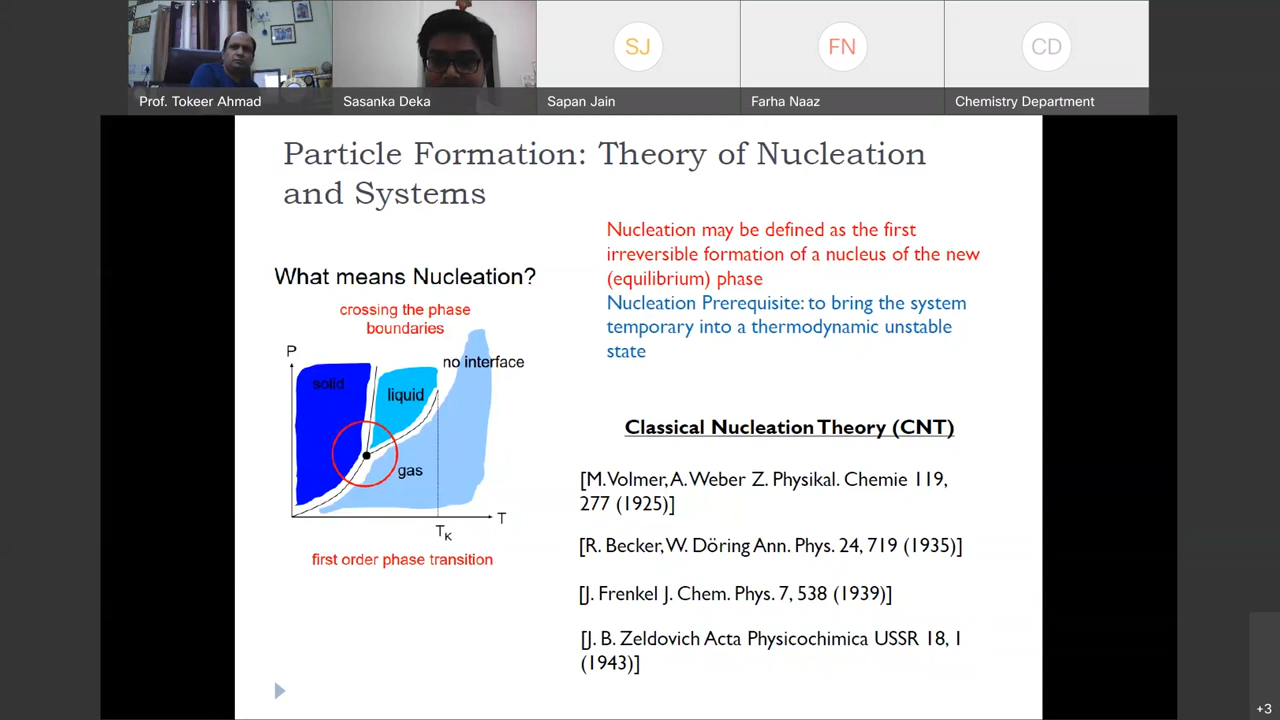 SJ
FN
CD
Prof. Tokeer Ahmad
Sasanka Deka
Sapan Jain
Farha Naaz
Chemistry Department
Particle Formation: Theory of Nucleation
and Systems
What means Nucleation?
crossing the phase
boundaries
P
no interface
solid
liquid
gas
T
TK
first order phase transition
Nucleation may be defined as the first
irreversible formation of a nucleus of the new
(equilibrium) phase
Nucleation Prerequisite: to bring the system
temporary into a thermodynamic unstable
state
Classical Nucleation Theory (CNT)
[M. Volmer, A. Weber Z. Physikal. Chemie 119,
277 (1925)]
[R. Becker, W. Döring Ann. Phys. 24, 719 (1935)]
[J. Frenkel J. Chem. Phys. 7, 538 (1939)]
[J. B. Zeldovich Acta Physicochimica USSR 18, 1
(1943)]
+3